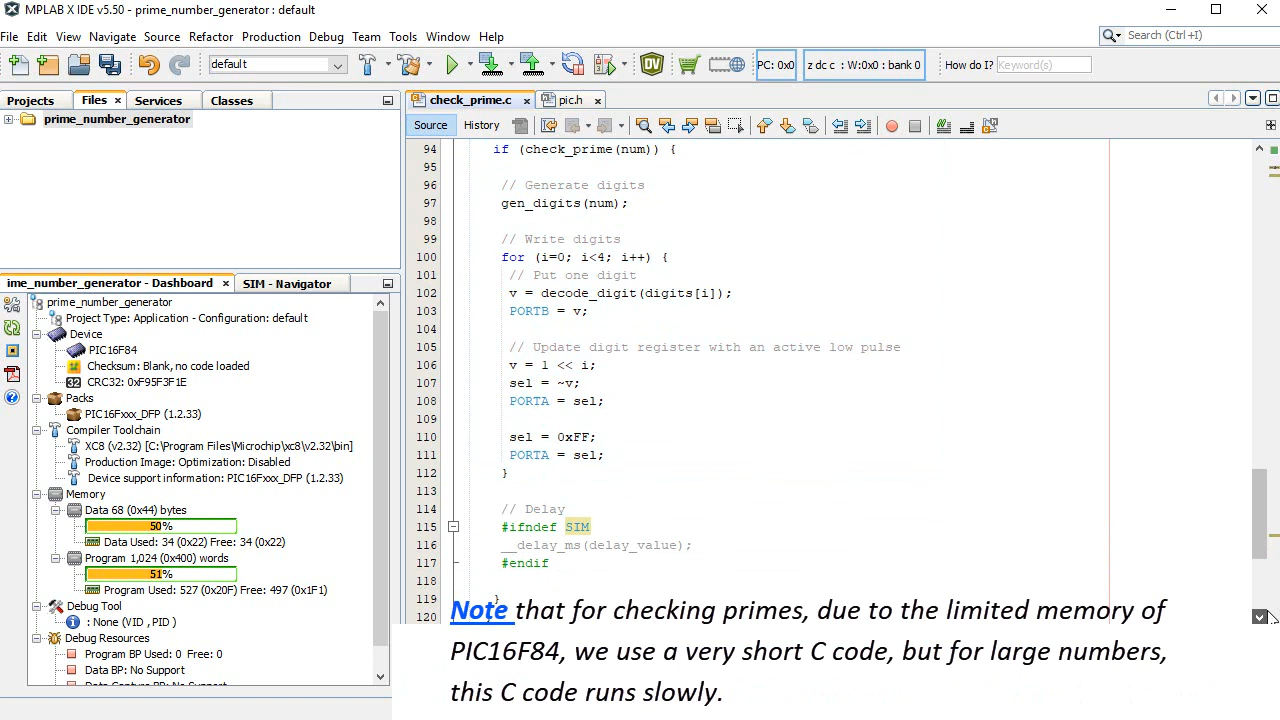 MPLAB X IDE v5.50 - prime_number_generator : default
File Edit View Navigate Source Refactor Production Debug Team Tools Window Help
Search (Ctrl+I)
default
PC: 0x0
z dc c : W:0x0 : bank 0
How do I?
Keyword(s)
Projects
Files
Services
Classes
prime_number_generator
ime_number_generator - Dashboard
SIM - Navigator
prime_number_generator
Project Type: Application - Configuration: default
Device
PIC16F84
Checksum: Blank, no code loaded
CRC32: 0xF95F3F1E
Packs
PIC16Fxxx_DFP (1.2.33)
Compiler Toolchain
XC8 (v2.32) [C:\Program Files\Microchip\xc8\v2.32\bin]
Production Image: Optimization: Disabled
Device support information: PIC16Fxxx_DFP (1.2.33)
Memory
Data 68 (0x44) bytes
50%
Data Used: 34 (0x22) Free: 34 (0x22)
Program 1,024 (0x400) words
51%
Program Used: 527 (0x20F) Free: 497 (0x1F1)
Debug Tool
: None (VID , PID )
Debug Resources
Program BP Used: 0 Free: 0
Data BP: No Support
check_prime.c
pic.h
Source
History
94 if (check_prime(num)) {
95
96 // Generate digits
97 gen_digits(num);
98
99 // Write digits
100 for (i=0; i<4; i++) {
101 // Put one digit
102 v = decode_digit(digits[i]);
103 PORTB = v;
104
105 // Update digit register with an active low pulse
106 v = 1 << i;
107 sel = ~v;
108 PORTA = sel;
109
110 sel = 0xFF;
111 PORTA = sel;
112 }
113
114 // Delay
115 #ifndef SIM
116 __delay_ms(delay_value);
117 #endif
118
119 }
120
Note that for checking primes, due to the limited memory of
PIC16F84, we use a very short C code, but for large numbers,
this C code runs slowly.